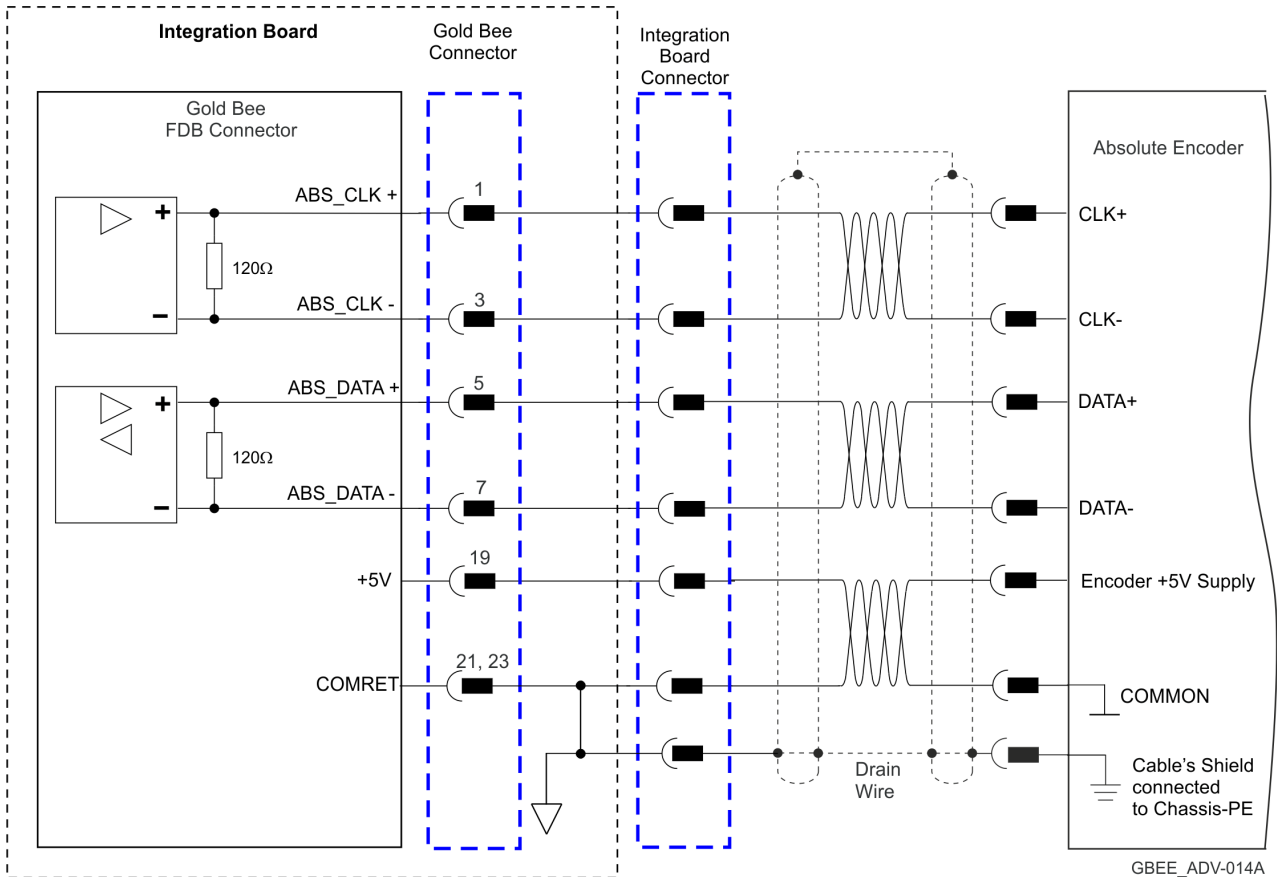 Integration Board
Gold Bee
Connector
Integration
Board
Connector
Gold Bee
FDB Connector
Absolute Encoder
ABS_CLK +
1
+
CLK+
120Ω
ABS_CLK -
3
–
CLK-
ABS_DATA +
5
+
DATA+
120Ω
ABS_DATA -
7
–
DATA-
+5V
19
Encoder +5V Supply
COMRET
21, 23
COMMON
Drain
Wire
Cable's Shield
connected
to Chassis-PE
GBEE_ADV-014A